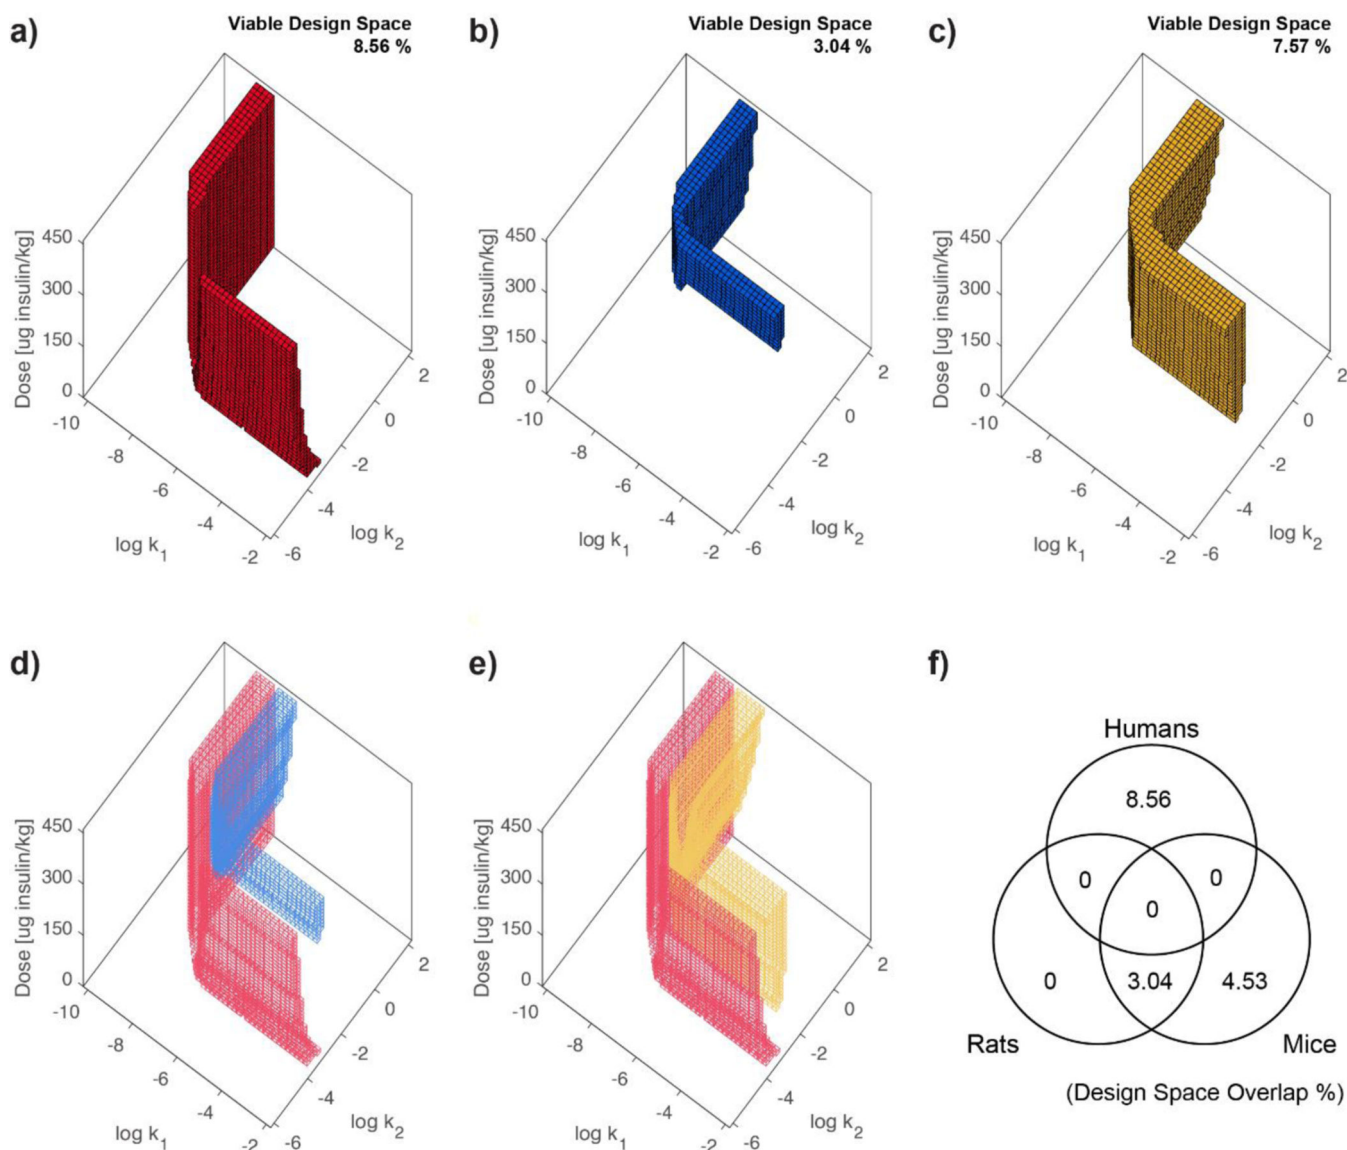 a)
Viable Design Space
8.56 %
450
300
150
0
Dose [ug insulin/kg]
-10
-8
-6
-4
-2
log k1
-6
-4
-2
0
2
log k2
b)
Viable Design Space
3.04 %
450
300
150
0
Dose [ug insulin/kg]
-10
-8
-6
-4
-2
log k1
-6
-4
-2
0
2
log k2
c)
Viable Design Space
7.57 %
450
300
150
0
Dose [ug insulin/kg]
-10
-8
-6
-4
-2
log k1
-6
-4
-2
0
2
log k2
d)
450
300
150
0
Dose [ug insulin/kg]
-10
-8
-6
-4
-2
log k1
-6
-4
-2
0
2
log k2
e)
450
300
150
0
Dose [ug insulin/kg]
-10
-8
-6
-4
-2
log k1
-6
-4
-2
0
2
log k2
f)
Humans
8.56
0
0
0
0
3.04
4.53
Rats
Mice
(Design Space Overlap %)